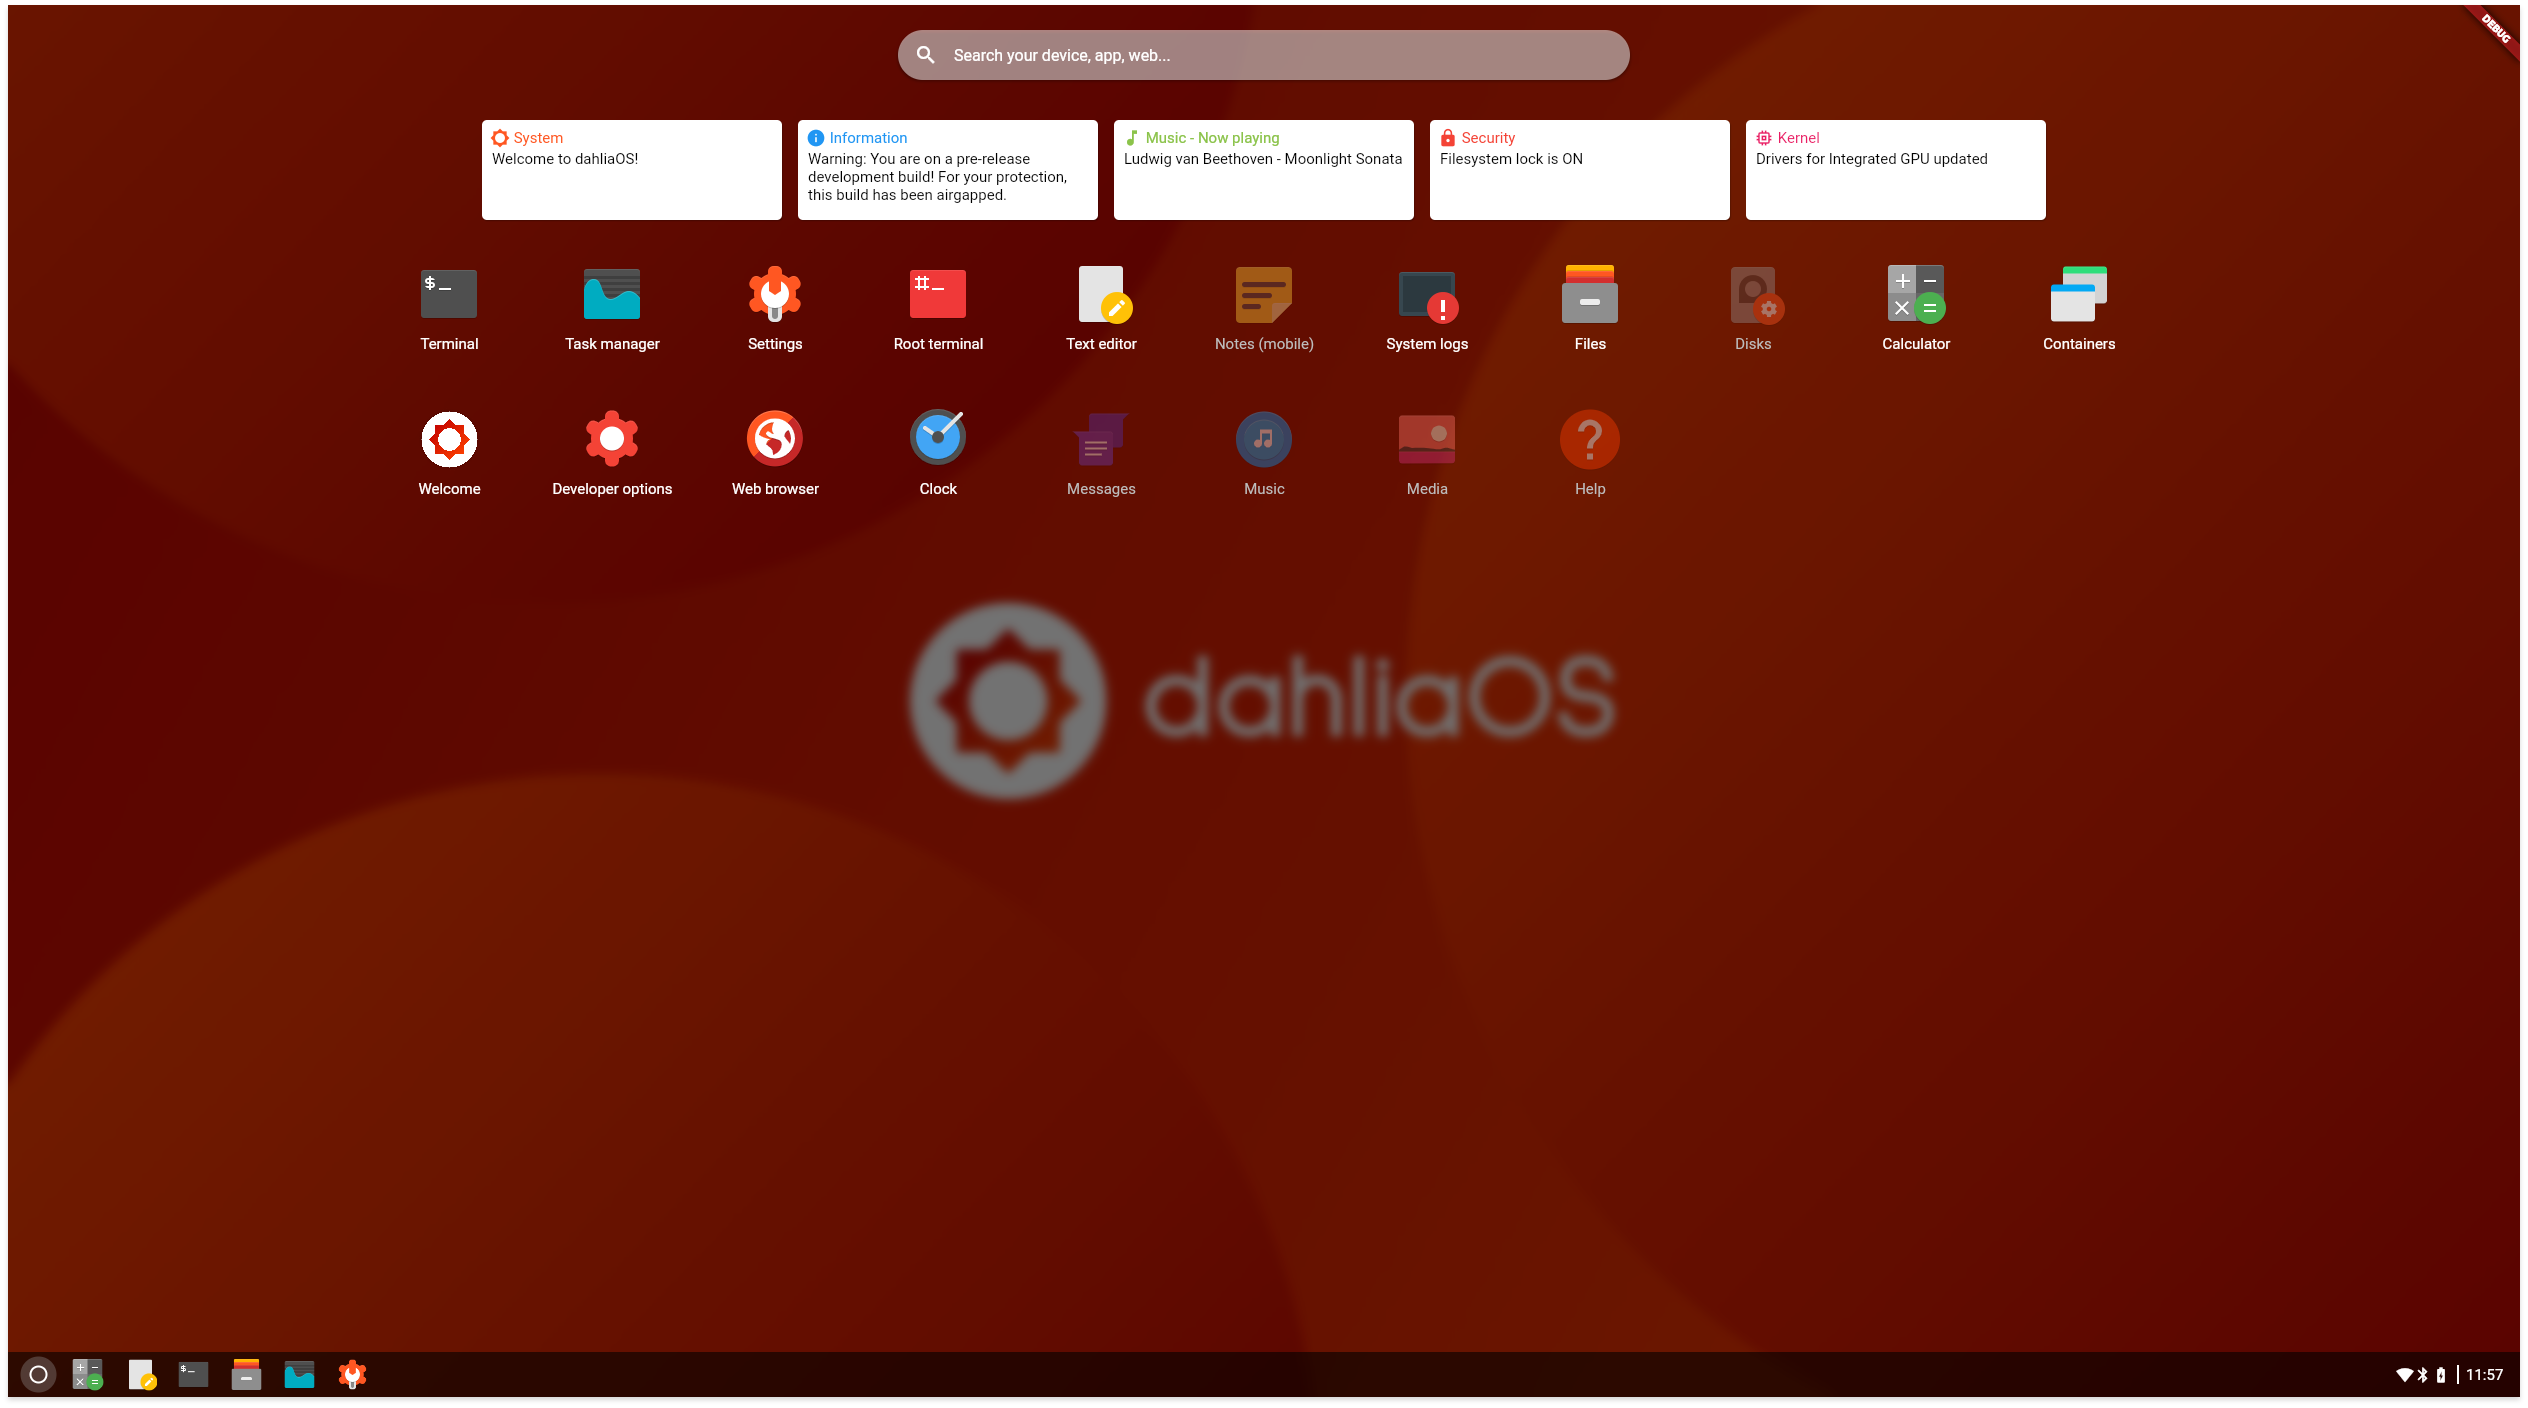 DEBUG
Search your device, app, web...
System
Welcome to dahliaOS!
Information
Warning: You are on a pre-release
development build! For your protection,
this build has been airgapped.
Music - Now playing
Ludwig van Beethoven - Moonlight Sonata
Security
Filesystem lock is ON
Kernel
Drivers for Integrated GPU updated
Terminal
Task manager
Settings
Root terminal
Text editor
Notes (mobile)
System logs
Files
Disks
Calculator
Containers
Welcome
Developer options
Web browser
Clock
Messages
Music
Media
Help
dahliaOS
11:57